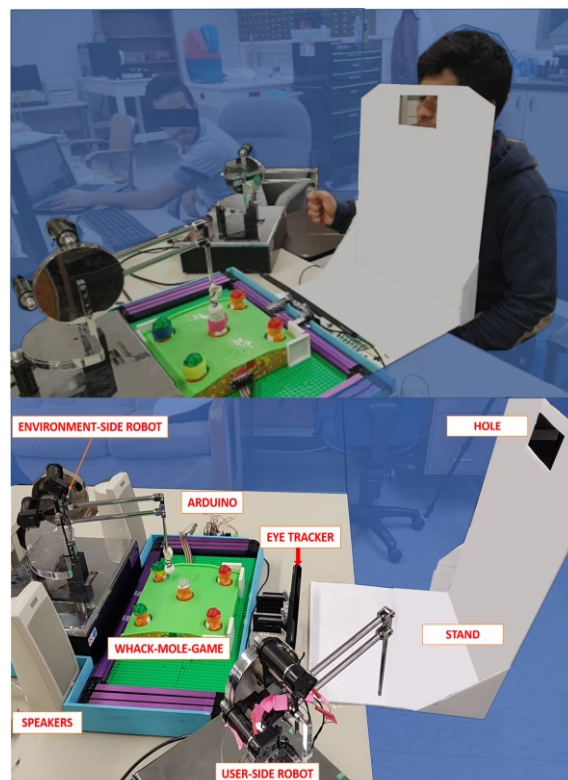 ENVIRONMENT-SIDE ROBOT
HOLE
ARDUINO
EYE TRACKER
WHACK-MOLE-GAME
STAND
SPEAKERS
USER-SIDE ROBOT